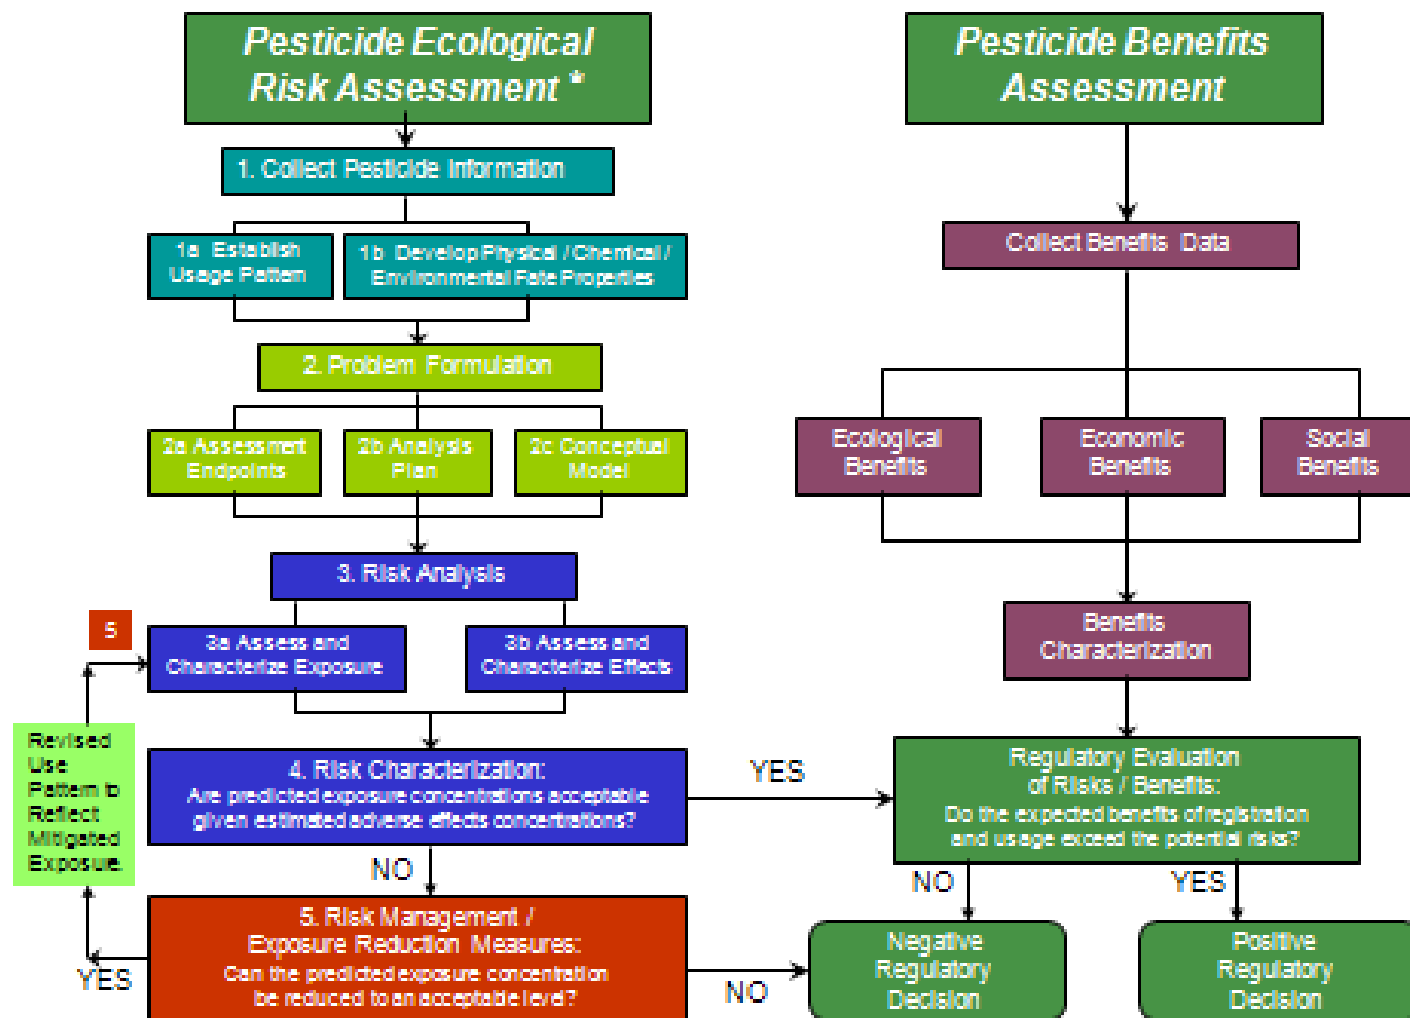 Pesticide Ecological
Risk Assessment *
1. Collect Pesticide Information
1a Establish
Usage Pattern
1b Develop Physical / Chemical /
Environmental Fate Properties
2. Problem Formulation
2a Assessment
Endpoints
2b Analysis
Plan
2c Conceptual
Model
3. Risk Analysis
5
3a Assess and
Characterize Exposure
3b Assess and
Characterize Effects
Revised
Use
Pattern to
Reflect
Mitigated
Exposure.
4. Risk Characterization:
Are predicted exposure concentrations acceptable
given estimated adverse effects concentrations?
YES
NO
5. Risk Management /
Exposure Reduction Measures:
Can the predicted exposure concentration
be reduced to an acceptable level?
YES
NO
Pesticide Benefits
Assessment
Collect Benefits Data
Ecological
Benefits
Economic
Benefits
Social
Benefits
Benefits
Characterization
Regulatory Evaluation
of Risks / Benefits:
Do the expected benefits of registration
and usage exceed the potential risks?
NO
YES
Negative
Regulatory
Decision
Positive
Regulatory
Decision